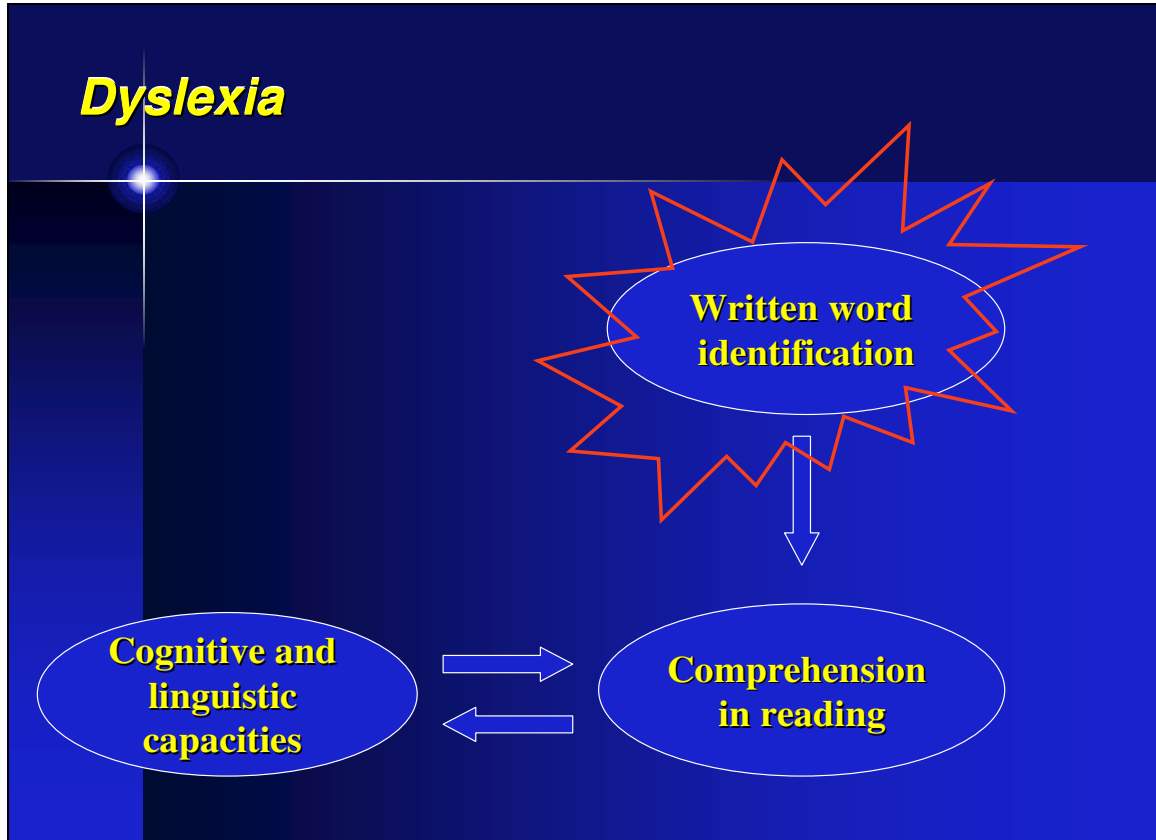 Dyslexia
Written word
identification
Cognitive and
linguistic
capacities
Comprehension
in reading